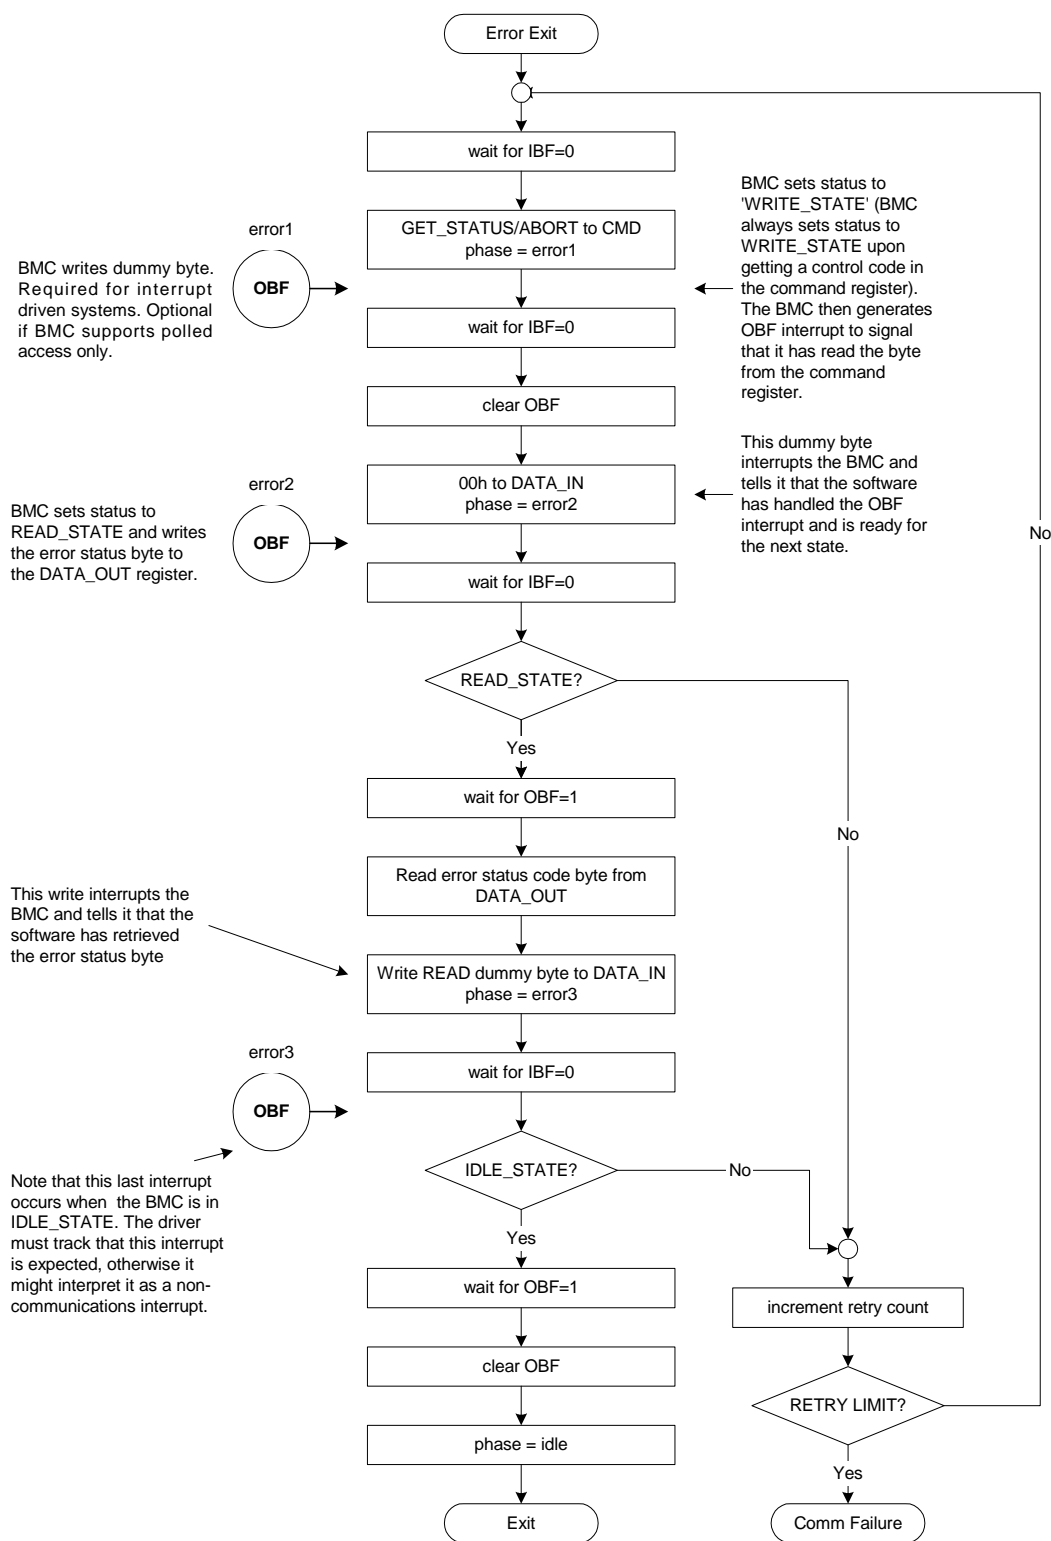 Error Exit
wait for IBF=0
GET_STATUS/ABORT to CMD
phase = error1
error1
OBF
BMC writes dummy byte.
Required for interrupt
driven systems. Optional
if BMC supports polled
access only.
BMC sets status to
'WRITE_STATE' (BMC
always sets status to
WRITE_STATE upon
getting a control code in
the command register).
The BMC then generates
OBF interrupt to signal
that it has read the byte
from the command
register.
wait for IBF=0
clear OBF
00h to DATA_IN
phase = error2
This dummy byte
interrupts the BMC and
tells it that the software
has handled the OBF
interrupt and is ready for
the next state.
error2
OBF
BMC sets status to
READ_STATE and writes
the error status byte to
the DATA_OUT register.
No
wait for IBF=0
READ_STATE?
Yes
wait for OBF=1
No
Read error status code byte from
DATA_OUT
This write interrupts the
BMC and tells it that the
software has retrieved
the error status byte
Write READ dummy byte to DATA_IN
phase = error3
error3
OBF
wait for IBF=0
IDLE_STATE?
No
Note that this last interrupt
occurs when the BMC is in
IDLE_STATE. The driver
must track that this interrupt
is expected, otherwise it
might interpret it as a non-
communications interrupt.
Yes
wait for OBF=1
increment retry count
clear OBF
RETRY LIMIT?
phase = idle
Yes
Exit
Comm Failure